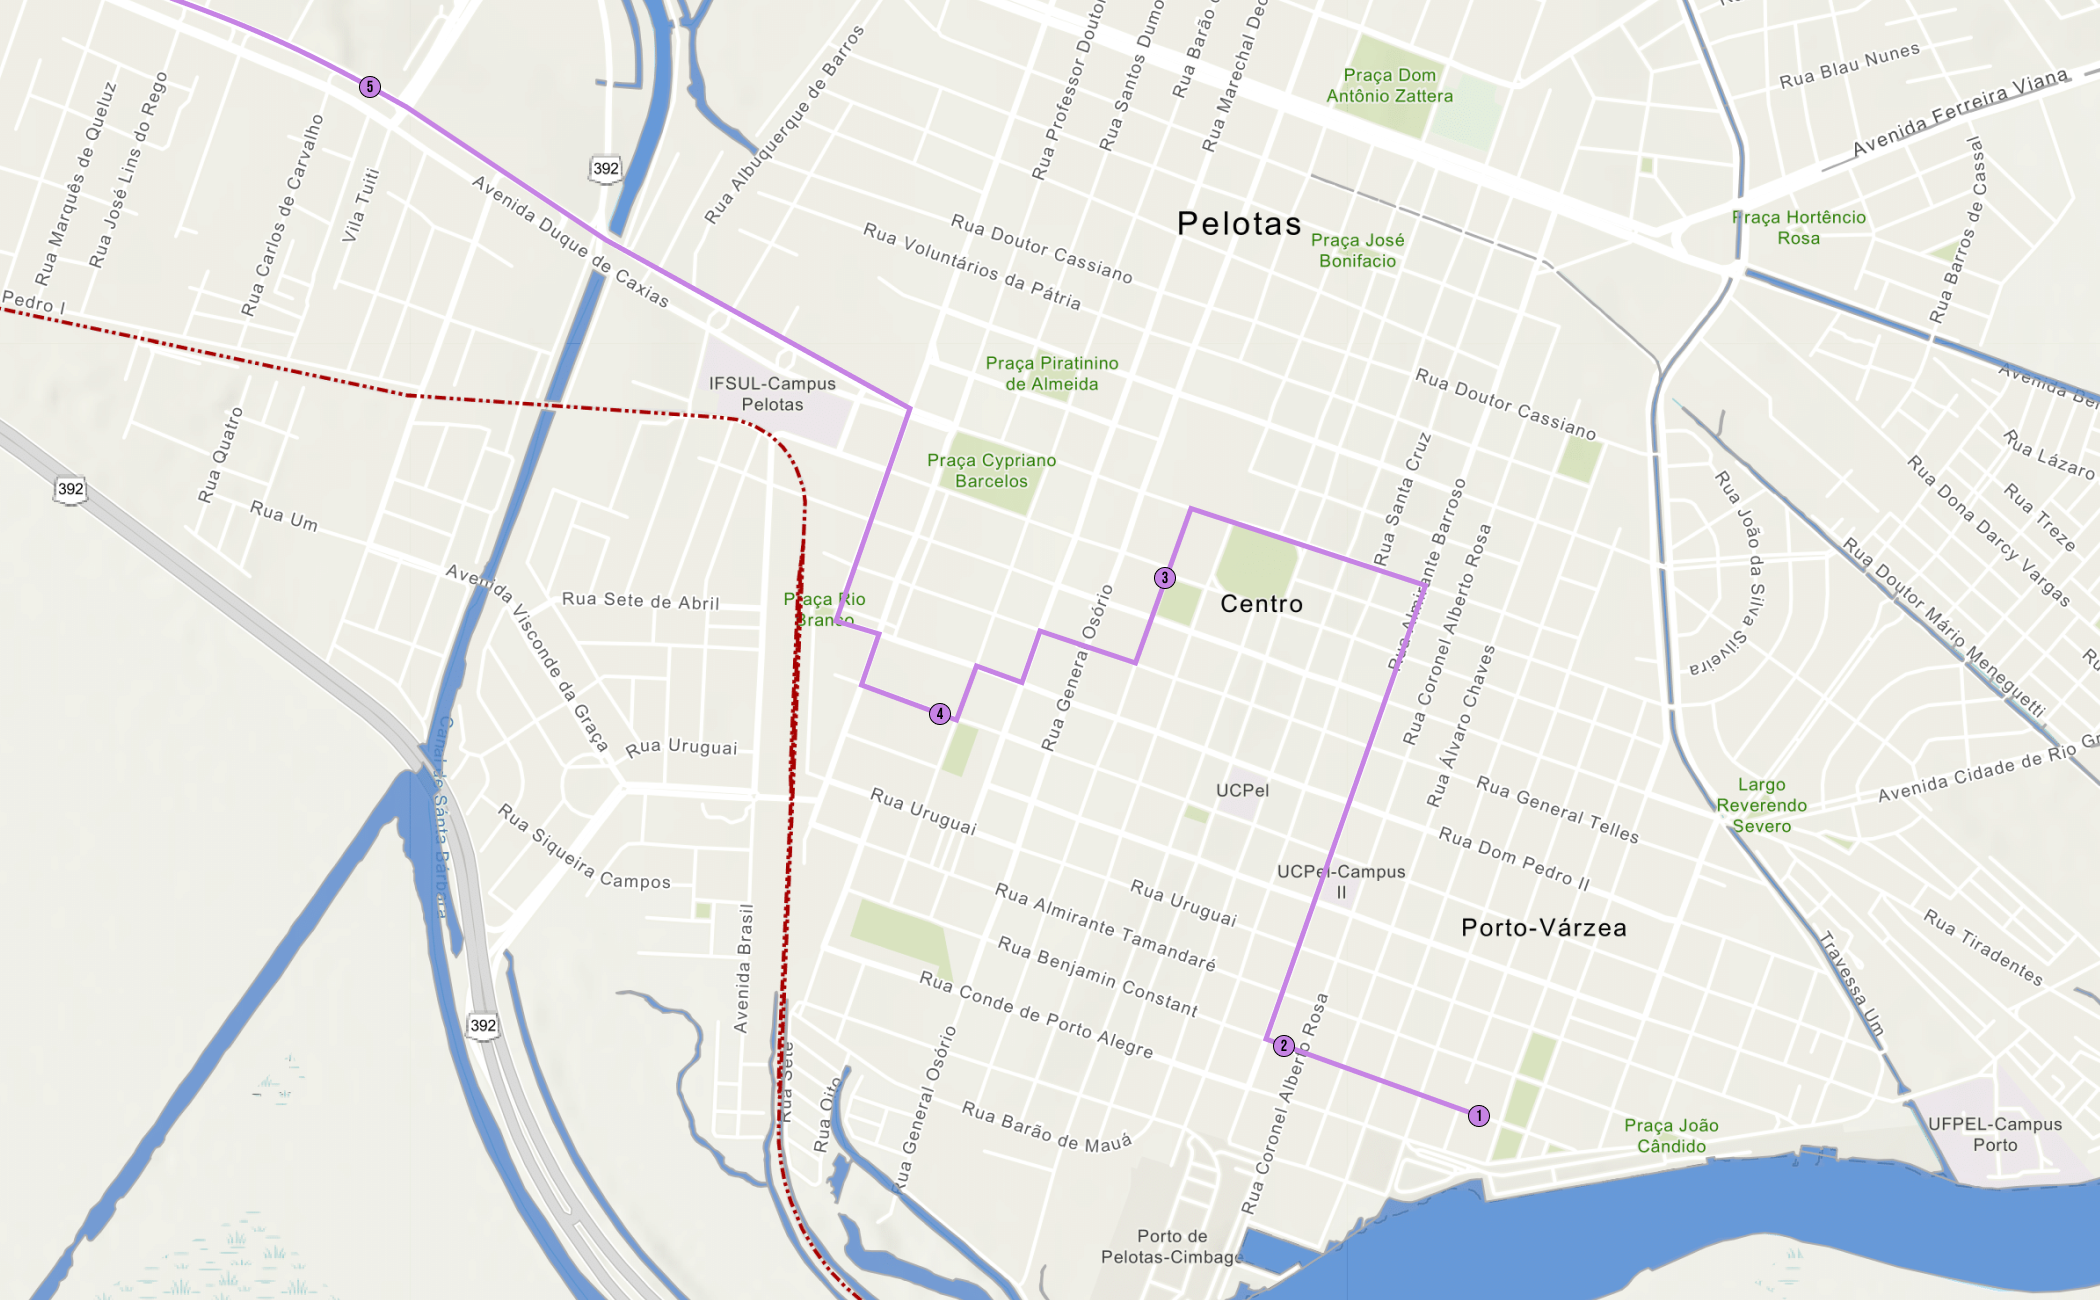 Rua Albuquerque de Barros
Rua Professor Doutor
Rua Santos Dumo
Rua Barão
Rua Marechal Deo
Praça Dom
Antônio Zattera
Rua Blau Nunes
Avenida Ferreira Viana
Rua Barros de Cassal
5
Rua Marquês de Queluz
Rua José Lins do Rego
Rua Carlos de Carvalho
Vila Tuiti
392
Avenida Duque de Caxias
Pelotas
Rua Doutor Cassiano
Rua Voluntários da Pátria
Praça José
Bonifacio
Praça Hortêncio
Rosa
Pedro I
IFSUL-Campus
Pelotas
Praça Piratinino
de Almeida
Rua Doutor Cassiano
Avenida Be
Praça Cypriano
Barcelos
Rua Quatro
392
Rua Um
Rua Santa Cruz
Rua Almirante Barroso
Rua Coronel Alberto Rosa
Rua Álvaro Chaves
Rua João da Silva Silveira
Rua Lázaro
Rua Treze
Rua Dona Darcy Vargas
Rua Doutor Mário Meneguetti
Ru
Avenida Visconde da Graça
Rua Sete de Abril
Praça Rio
Branco
3
Centro
Rua General Osório
4
Canal de Santa Bárbara
Rua Uruguai
Rua Uruguai
UCPel
Rua General Telles
Largo
Reverendo
Severo
Avenida Cidade de Rio Gr
Rua Siqueira Campos
Rua Dom Pedro II
UCPel-Campus
II
Rua Uruguai
Rua Almirante Tamandaré
Rua Benjamin Constant
Rua Conde de Porto Alegre
Porto-Várzea
Rua Tiradentes
Travessa Um
Avenida Brasil
392
Rua Sete
Rua Oito
Rua General Osório
2
Rua Coronel Alberto Rosa
1
Rua Barão de Mauá
Praça João
Cândido
UFPEL-Campus
Porto
Porto de
Pelotas-Cimbage